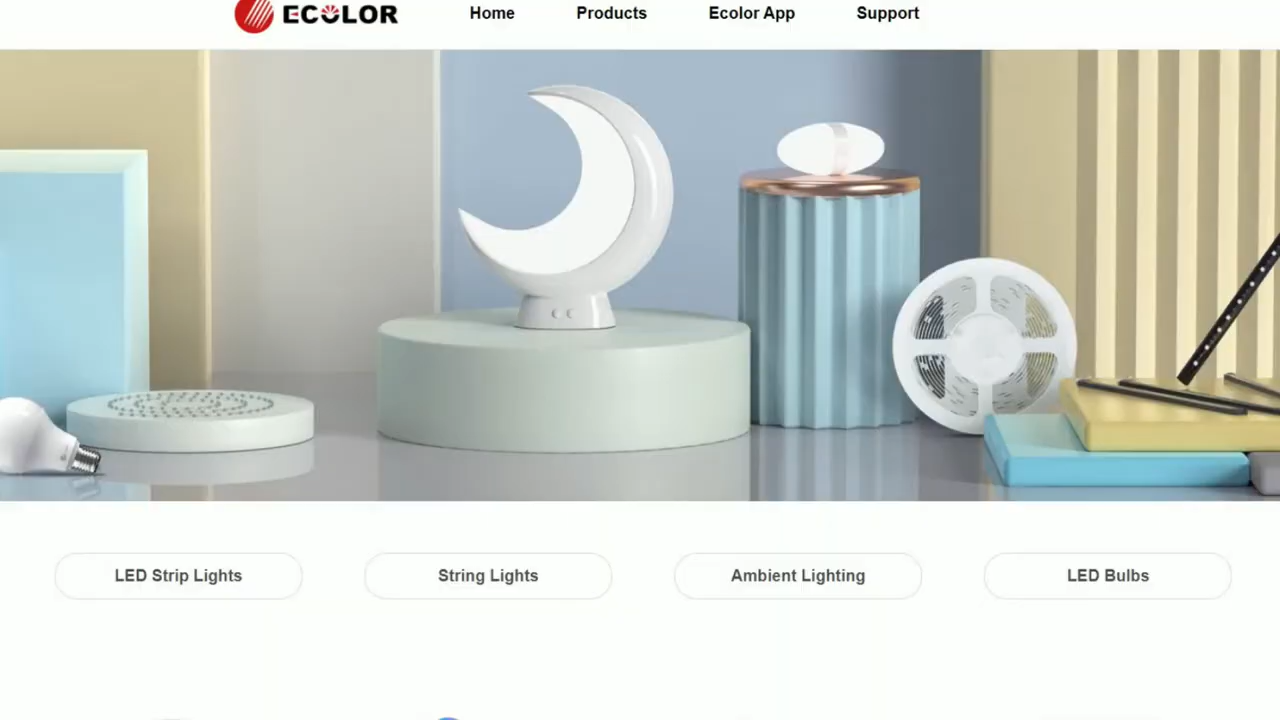 ECOLOR
Home
Products
Ecolor App
Support
LED Strip Lights
String Lights
Ambient Lighting
LED Bulbs